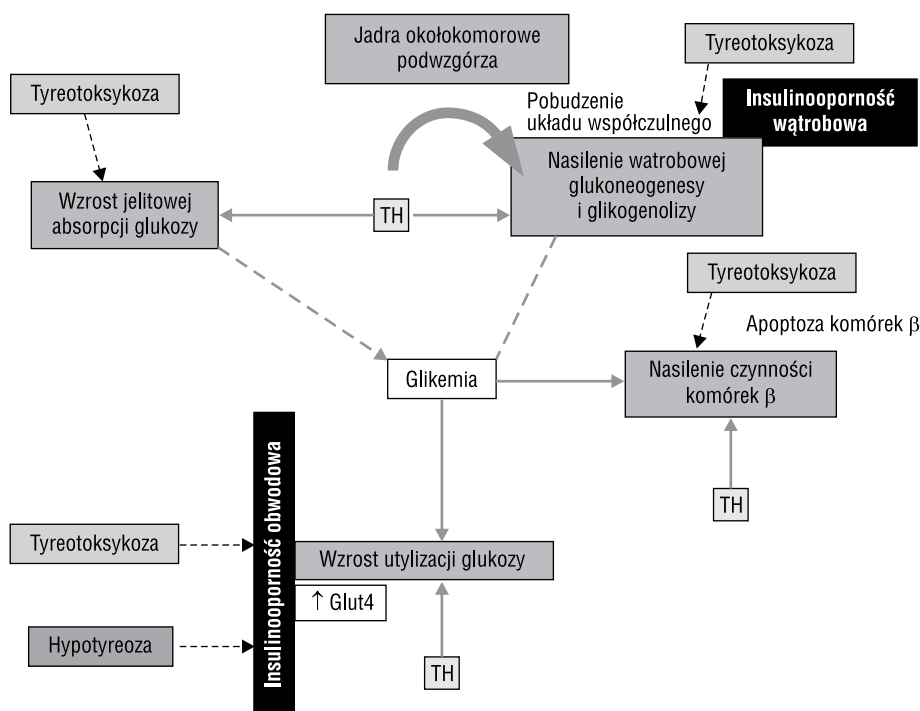 Jadra okołokomorowe
podwzgórza
Tyreotoksykoza
Tyreotoksykoza
Pobudzenie
układu współczulnego
Insulinooporność
wątrobowa
Nasilenie watrobowej
glukoneogenesy
i glikogenolizy
Wzrost jelitowej
absorpcji glukozy
TH
Tyreotoksykoza
Apoptoza komórek β
Glikemia
Nasilenie czynności
komórek β
TH
Insulinooporność obwodowa
Tyreotoksykoza
Wzrost utylizacji glukozy
↑ Glut4
Hypotyreoza
TH